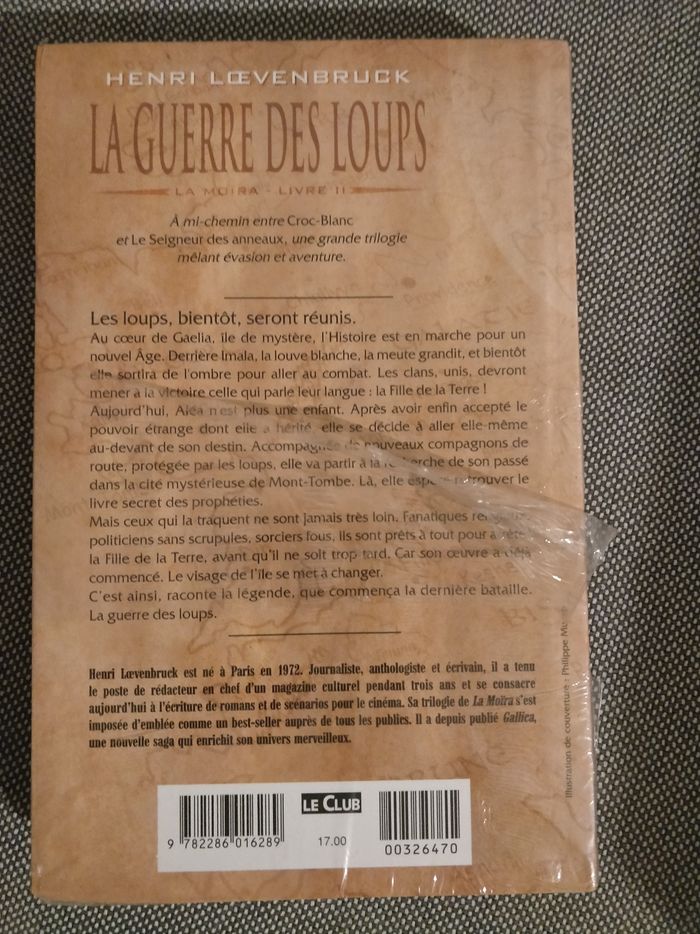 HENRI LŒVENBRUCK
LA GUERRE DES LOUPS
LA MOÏRA - LIVRE II
À mi-chemin entre Croc-Blanc
et Le Seigneur des anneaux, une grande trilogie
mêlant évasion et aventure.
Les loups, bientôt, seront réunis.
Au cœur de Gaelia, île de mystère, l'Histoire est en marche pour un
nouvel Âge. Derrière Imala, la louve blanche, la meute grandit, et bientôt
elle sortira de l'ombre pour aller au combat. Les clans, unis, devront
mener à la victoire celle qui parle leur langue : la Fille de la Terre !
Aujourd'hui, Aléa n'est plus une enfant. Après avoir enfin accepté le
pouvoir étrange dont elle a hérité, elle se décide à aller elle-même
au-devant de son destin. Accompagnée de nouveaux compagnons de
route, protégée par les loups, elle va partir à la recherche de son passé
dans la cité mystérieuse de Mont-Tombe. Là, elle espère retrouver le
livre secret des prophéties.
Mais ceux qui la traquent ne sont jamais très loin. Fanatiques religieux,
politiciens sans scrupules, sorciers fous, ils sont prêts à tout pour arrêter
la Fille de la Terre, avant qu'il ne soit trop tard. Car son œuvre a déjà
commencé. Le visage de l'île se met à changer.
C'est ainsi, raconte la légende, que commença la dernière bataille.
La guerre des loups.
Henri Lœvenbruck est né à Paris en 1972. Journaliste, anthologiste et écrivain, il a tenu
le poste de rédacteur en chef d'un magazine culturel pendant trois ans et se consacre
aujourd'hui à l'écriture de romans et de scénarios pour le cinéma. Sa trilogie de La Moïra s'est
imposée d'emblée comme un best-seller auprès de tous les publics. Il a depuis publié Gallica,
une nouvelle saga qui enrichit son univers merveilleux.
Illustration de couverture : Philippe
LE CLUB
17.00
9 782286 016289
00326470